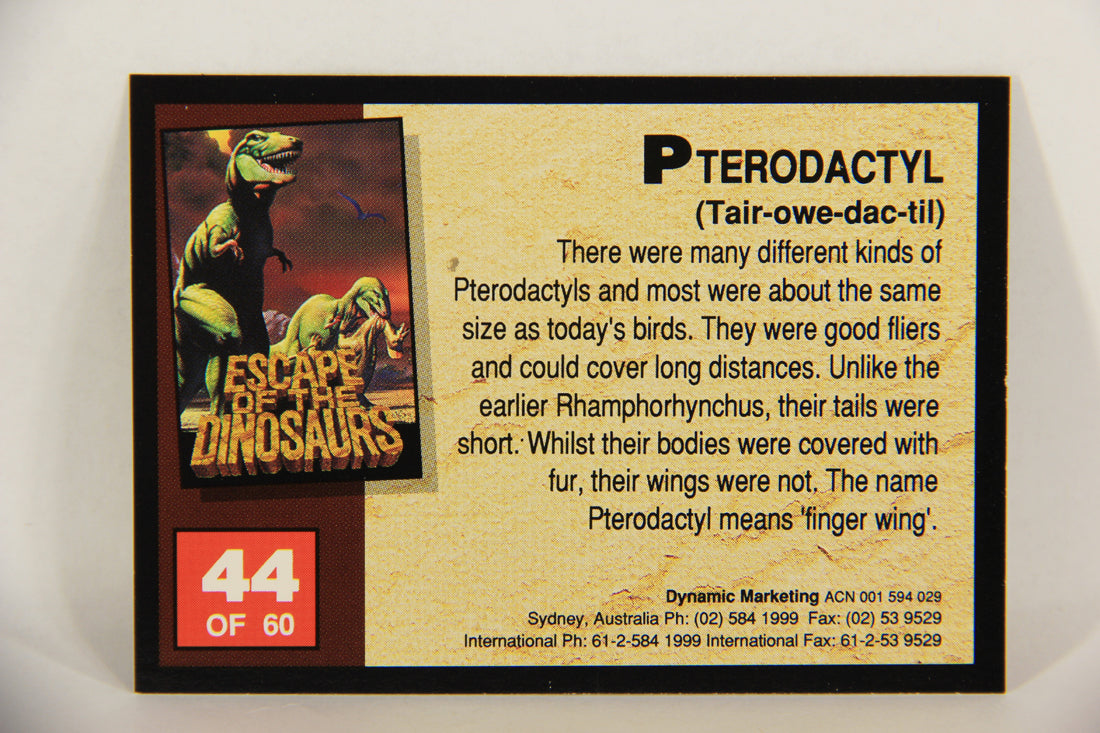 ESCAPE
OF THE
DINOSAURS
44
OF 60
PTERODACTYL
(Tair-owe-dac-til)
There were many different kinds of
Pterodactyls and most were about the same
size as today's birds. They were good fliers
and could cover long distances. Unlike the
earlier Rhamphorhynchus, their tails were
short. Whilst their bodies were covered with
fur, their wings were not. The name
Pterodactyl means 'finger wing'.
Dynamic Marketing ACN 001 594 029
Sydney, Australia Ph: (02) 584 1999 Fax: (02) 53 9529
International Ph: 61-2-584 1999 International Fax: 61-2-53 9529